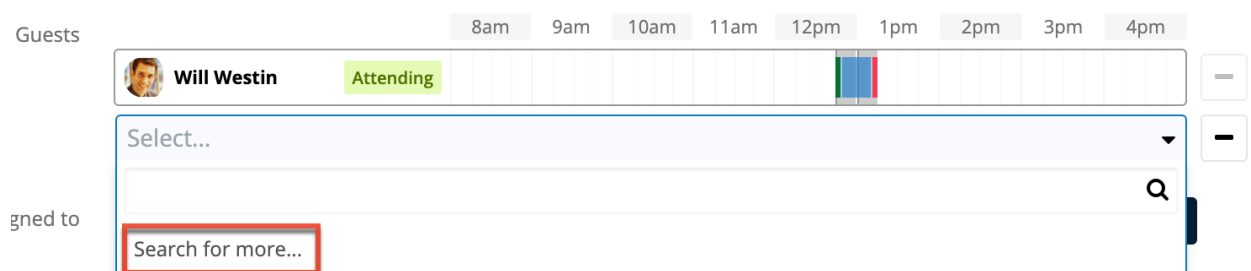 Guests 8am 9am 10am 11am 12pm 1pm 2pm 3pm 4pm
Will Westin Attending
Select...
gned to
Search for more...